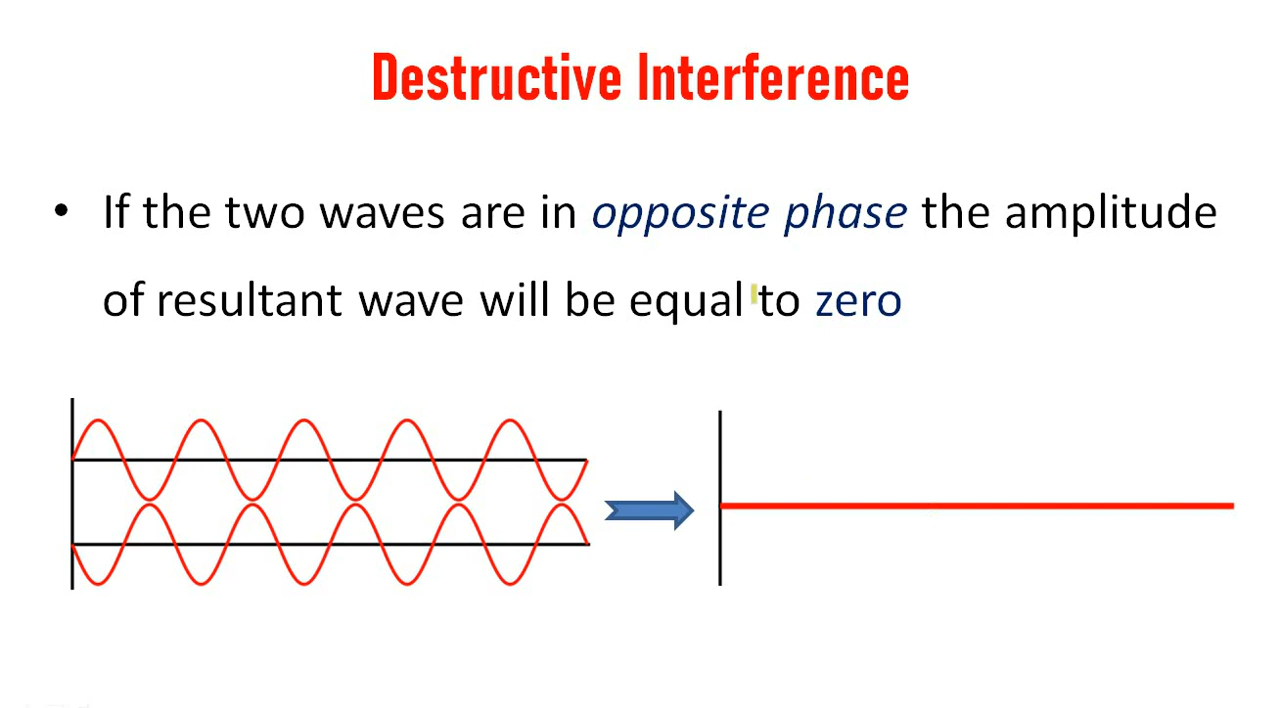 Destructive Interference
• If the two waves are in opposite phase the amplitude
of resultant wave will be equal to zero